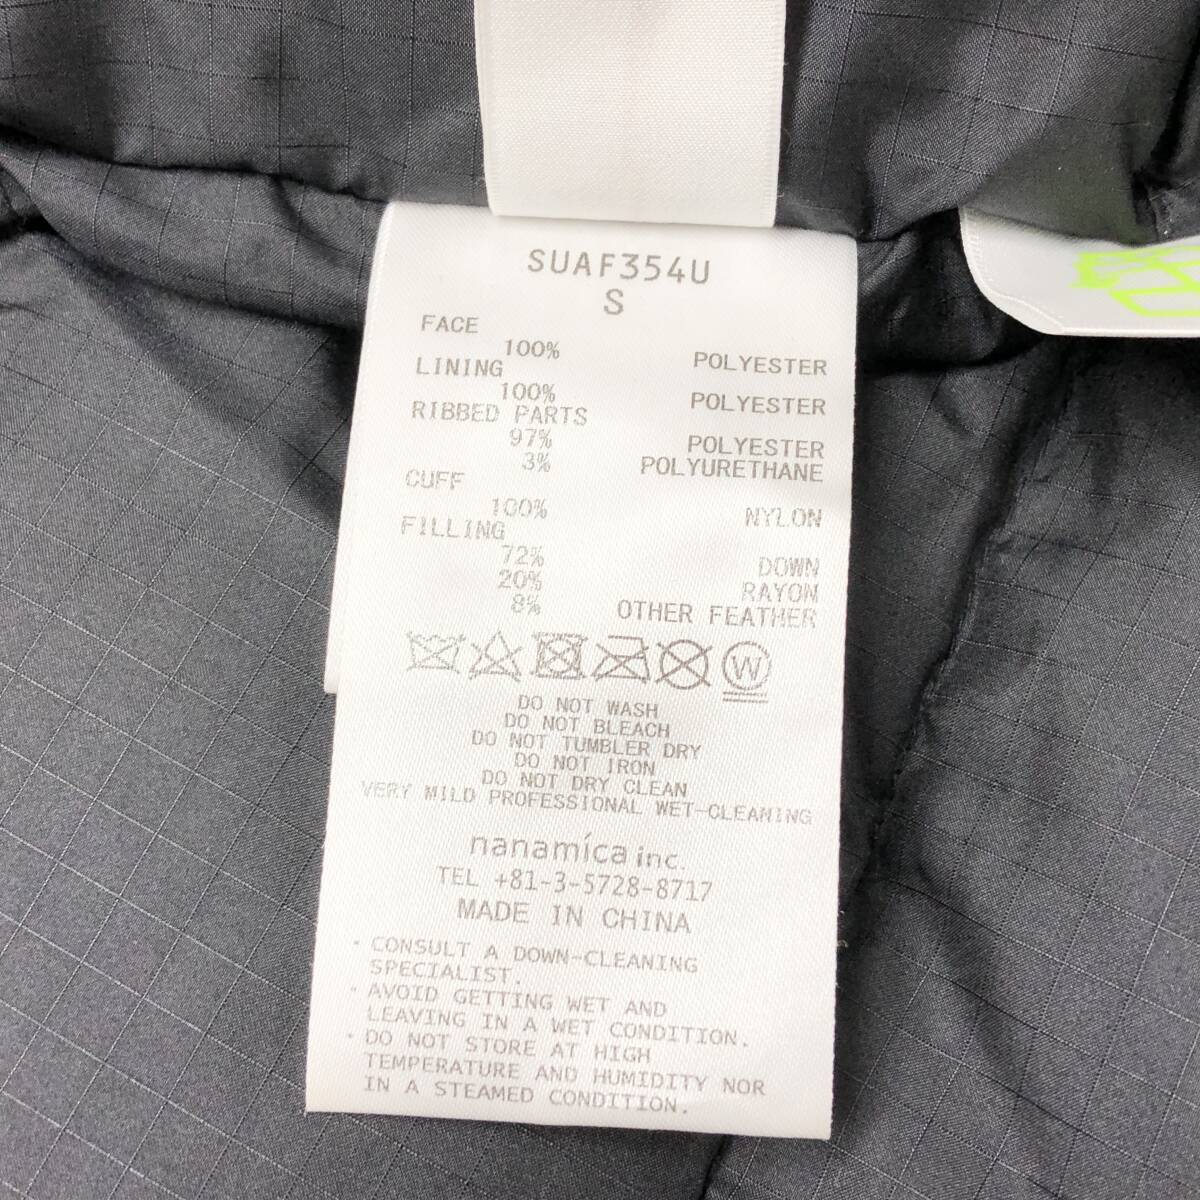 SUAF354U
S
FACE
100% POLYESTER
LINING
100% POLYESTER
RIBBED PARTS
97% POLYESTER
3% POLYURETHANE
CUFF
100% NYLON
FILLING
72% DOWN
20% RAYON
8% OTHER FEATHER
W
DO NOT WASH
DO NOT BLEACH
DO NOT TUMBLER DRY
DO NOT IRON
DO NOT DRY CLEAN
VERY MILD PROFESSIONAL WET-CLEANING
nanamíca inc.
TEL +81-3-5728-8717
MADE IN CHINA
・CONSULT A DOWN-CLEANING
SPECIALIST.
・AVOID GETTING WET AND
LEAVING IN A WET CONDITION.
・DO NOT STORE AT HIGH
TEMPERATURE AND HUMIDITY NOR
IN A STEAMED CONDITION.